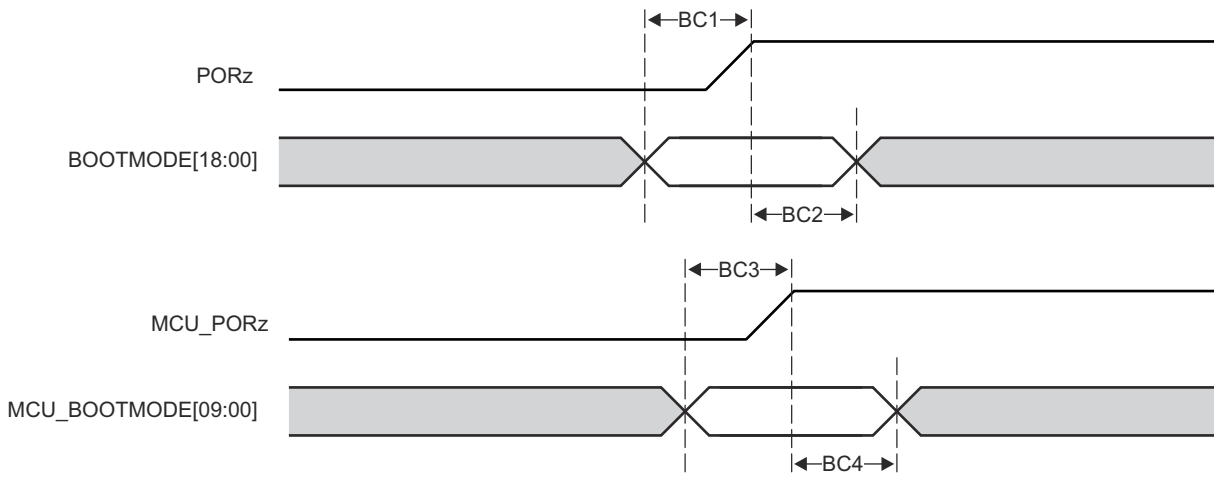 BC1
PORz
BOOTMODE[18:00]
BC2
BC3
MCU_PORz
MCU_BOOTMODE[09:00]
BC4